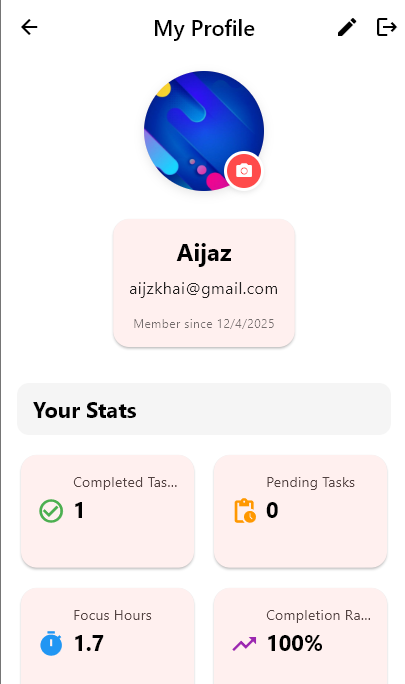 My Profile
Aijaz
aijzkhai@gmail.com
Member since 12/4/2025
Your Stats
Completed Tas...
1
Pending Tasks
0
Focus Hours
1.7
Completion Ra...
100%